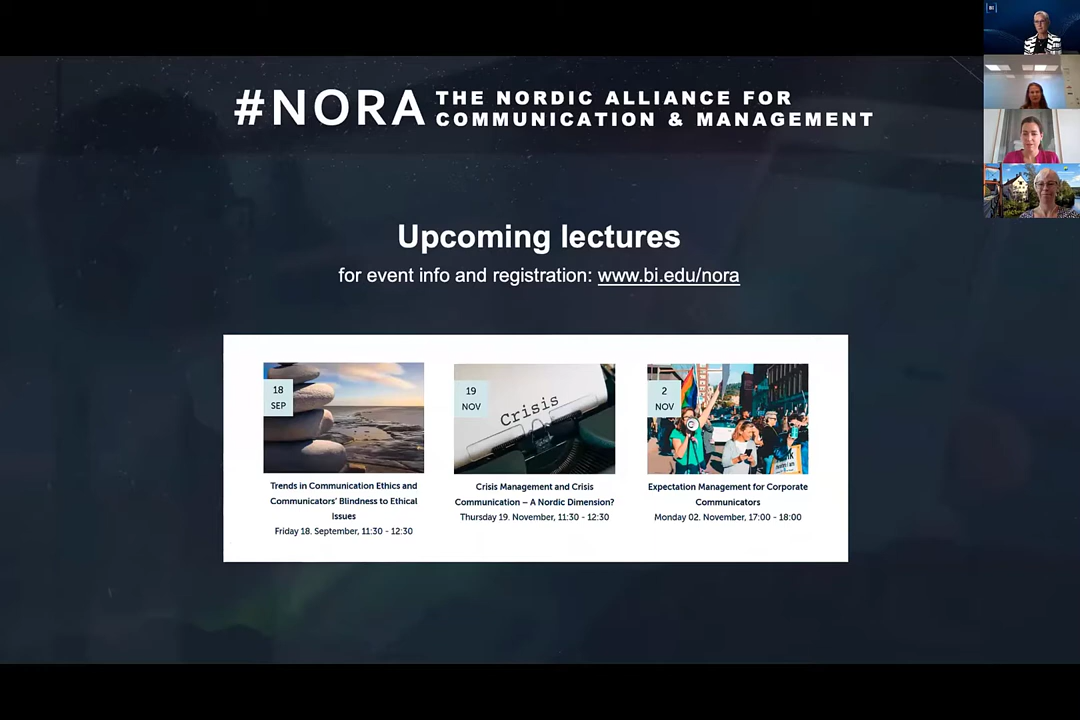 BI
#NORA THE NORDIC ALLIANCE FOR
COMMUNICATION & MANAGEMENT
Upcoming lectures
for event info and registration: www.bi.edu/nora
18
SEP
Trends in Communication Ethics and
Communicators' Blindness to Ethical
Issues
Friday 18. September, 11:30 - 12:30
19
NOV
Crisis
Crisis Management and Crisis
Communication – A Nordic Dimension?
Thursday 19. November, 11:30 - 12:30
2
NOV
Expectation Management for Corporate
Communicators
Monday 02. November, 17:00 - 18:00